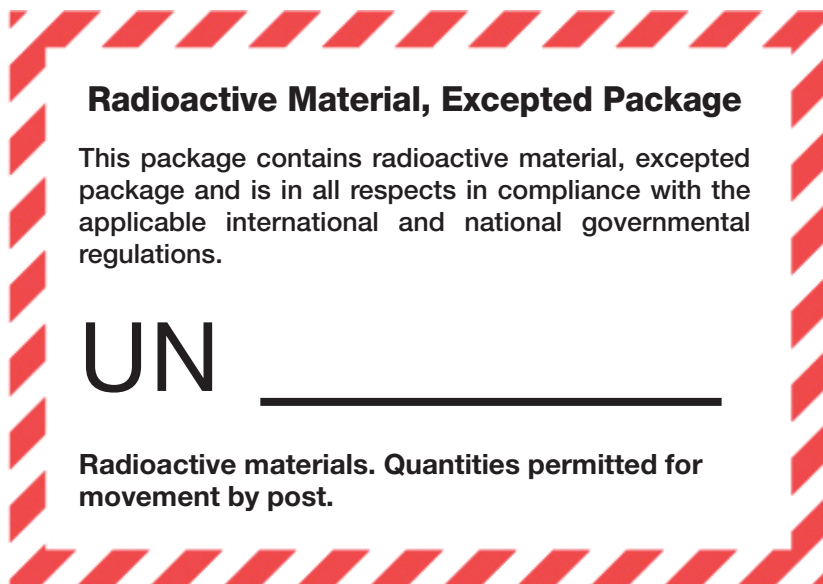 Radioactive Material, Excepted Package
This package contains radioactive material, excepted
package and is in all respects in compliance with the
applicable international and national governmental
regulations.
UN
Radioactive materials. Quantities permitted for
movement by post.